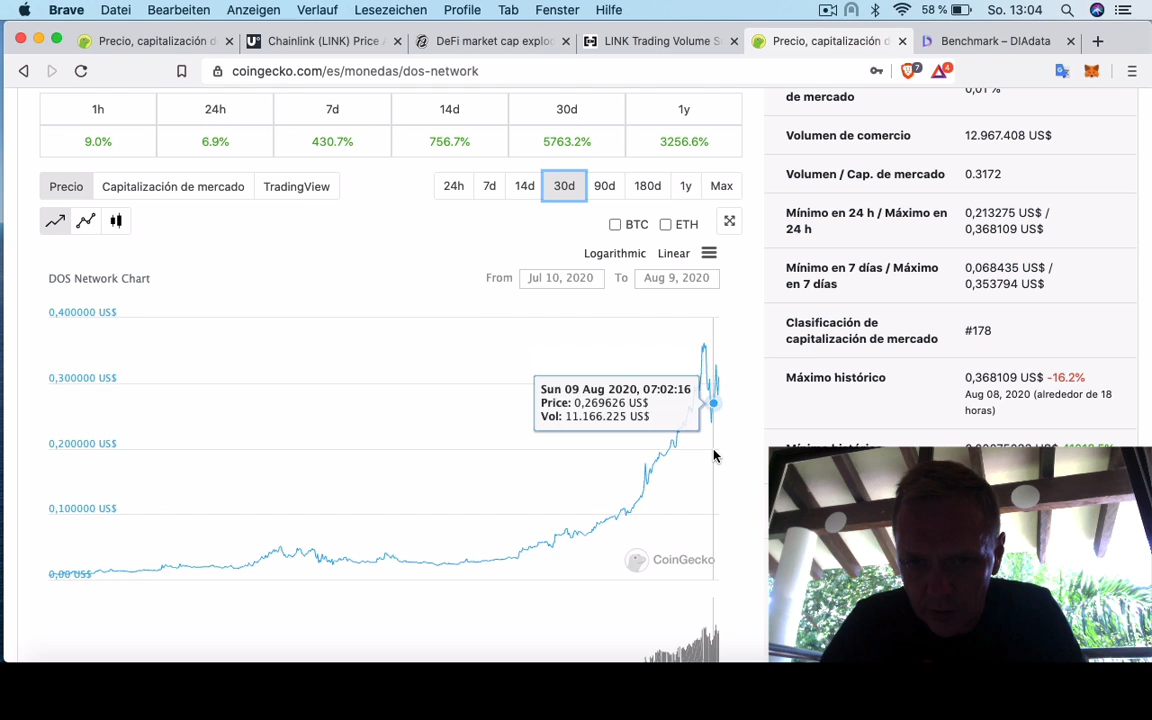 Brave Datei Bearbeiten Anzeigen Verlauf Lesezeichen Profile Tab Fenster Hilfe 58 % So. 13:04
Precio, capitalización d
Chainlink (LINK) Price
DeFi market cap explo
LINK Trading Volume S
Precio, capitalización d
Benchmark – DIAdata
coingecko.com/es/monedas/dos-network
7
4
1h 24h 7d 14d 30d 1y
9.0% 6.9% 430.7% 756.7% 5763.2% 3256.6%
Precio Capitalización de mercado TradingView
24h 7d 14d 30d 90d 180d 1y Max
BTC ETH
Logarithmic Linear
DOS Network Chart
From Jul 10, 2020 To Aug 9, 2020
0,400000 US$
0,300000 US$
0,200000 US$
0,100000 US$
0,00 US$
Sun 09 Aug 2020, 07:02:16
Price: 0,269626 US$
Vol: 11.166.225 US$
CoinGecko
de mercado
0,01 %
Volumen de comercio 12.967.408 US$
Volumen / Cap. de mercado 0.3172
Mínimo en 24 h / Máximo en
24 h
0,213275 US$ /
0,368109 US$
Mínimo en 7 días / Máximo
en 7 días
0,068435 US$ /
0,353794 US$
Clasificación de
capitalización de mercado
#178
Máximo histórico
0,368109 US$ -16.2%
Aug 08, 2020 (alrededor de 18
horas)